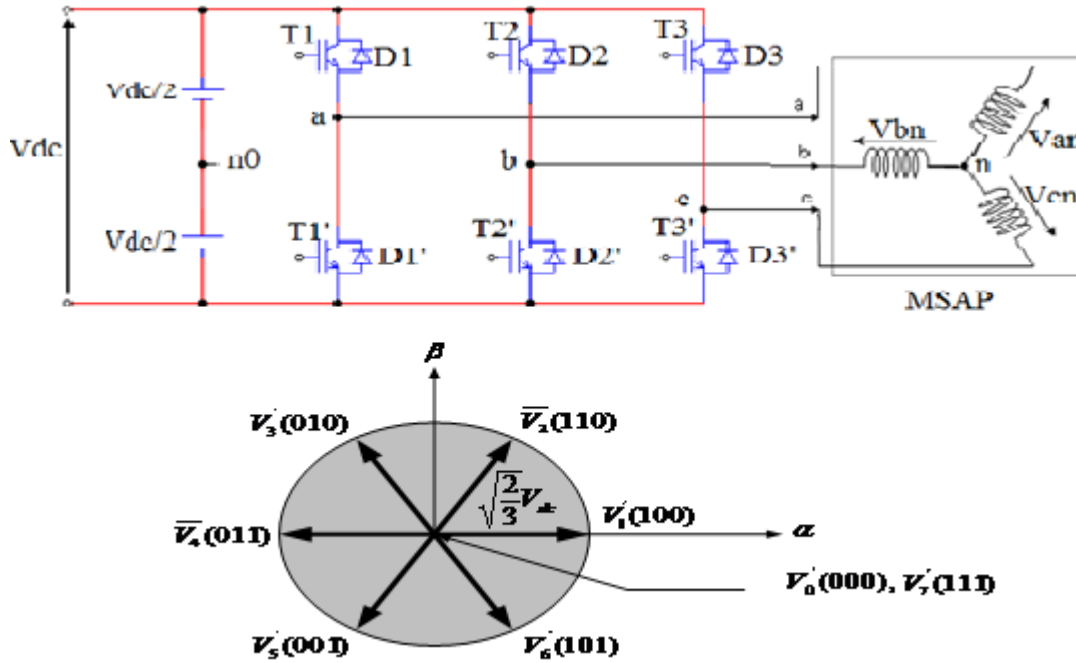 T1
D1
T2
D2
T3
D3
Vdc/2
Vdc
n0
a
b
c
a
b
c
Vbn
n
Van
Vcn
Vdc/2
T1'
D1'
T2'
D2'
T3'
D3'
MSAP
β
V₃(010)
V₂(110)
√2/3 V_dc
V₄(011)
V₁(100)
α
V₀(000), V₇(111)
V₅(001)
V₆(101)